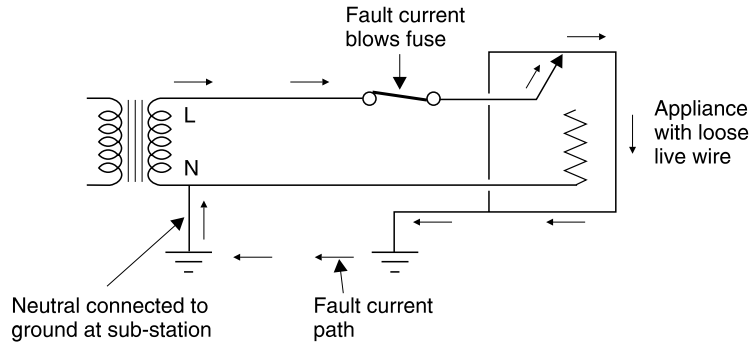 Fault current
blows fuse
L
N
Appliance
with loose
live wire
Neutral connected to
ground at sub-station
Fault current
path